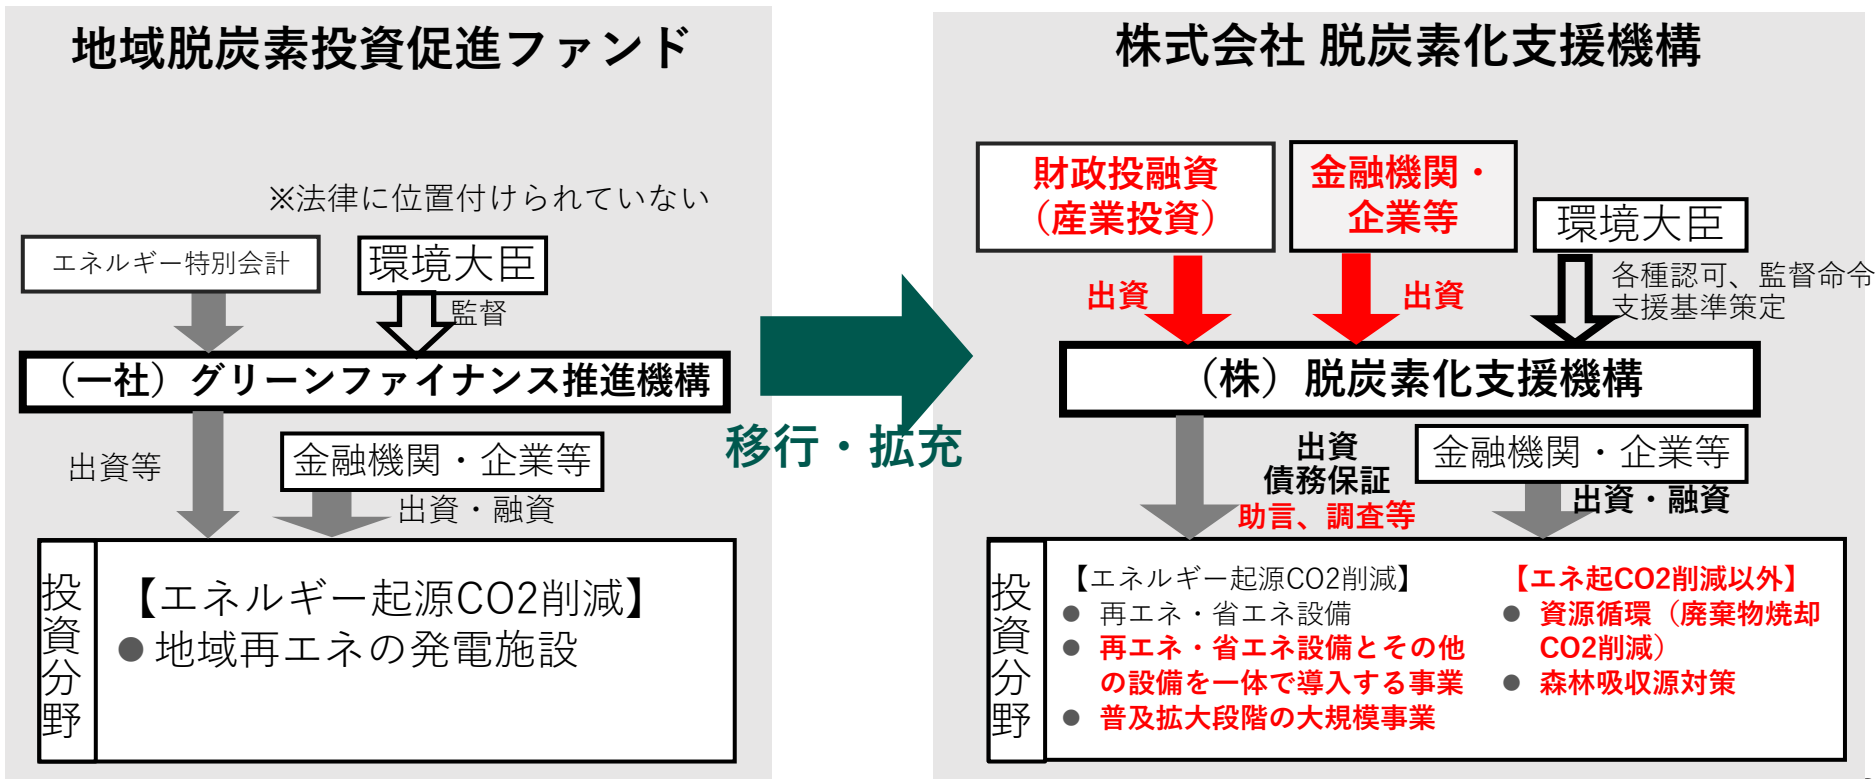 地域脱炭素投資促進ファンド
※法律に位置付けられていない
エネルギー特別会計
環境大臣
監督
（一社）グリーンファイナンス推進機構
出資等
金融機関・企業等
出資・融資
投資分野
【エネルギー起源CO2削減】
● 地域再エネの発電施設
移行・拡充
株式会社 脱炭素化支援機構
財政投融資
（産業投資）
金融機関・
企業等
環境大臣
出資
出資
各種認可、監督命令
支援基準策定
（株）脱炭素化支援機構
出資
債務保証
助言、調査等
金融機関・企業等
出資・融資
投資分野
【エネルギー起源CO2削減】
● 再エネ・省エネ設備
● 再エネ・省エネ設備とその他
の設備を一体で導入する事業
● 普及拡大段階の大規模事業
【エネ起CO2削減以外】
● 資源循環（廃棄物焼却
CO2削減）
● 森林吸収源対策